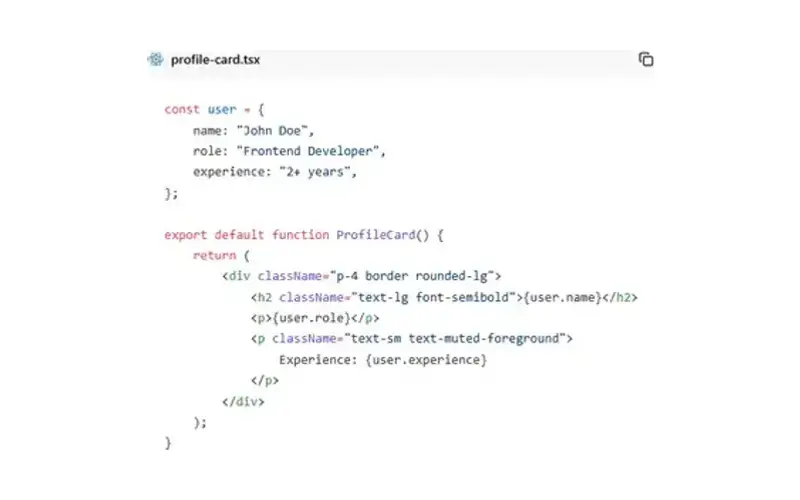 profile-card.tsx
const user = {
name: "John Doe",
role: "Frontend Developer",
experience: "2+ years",
};
export default function ProfileCard() {
return (
<div className="p-4 border rounded-lg">
<h2 className="text-lg font-semibold">{user.name}</h2>
<p>{user.role}</p>
<p className="text-sm text-muted-foreground">
Experience: {user.experience}
</p>
</div>
);
}